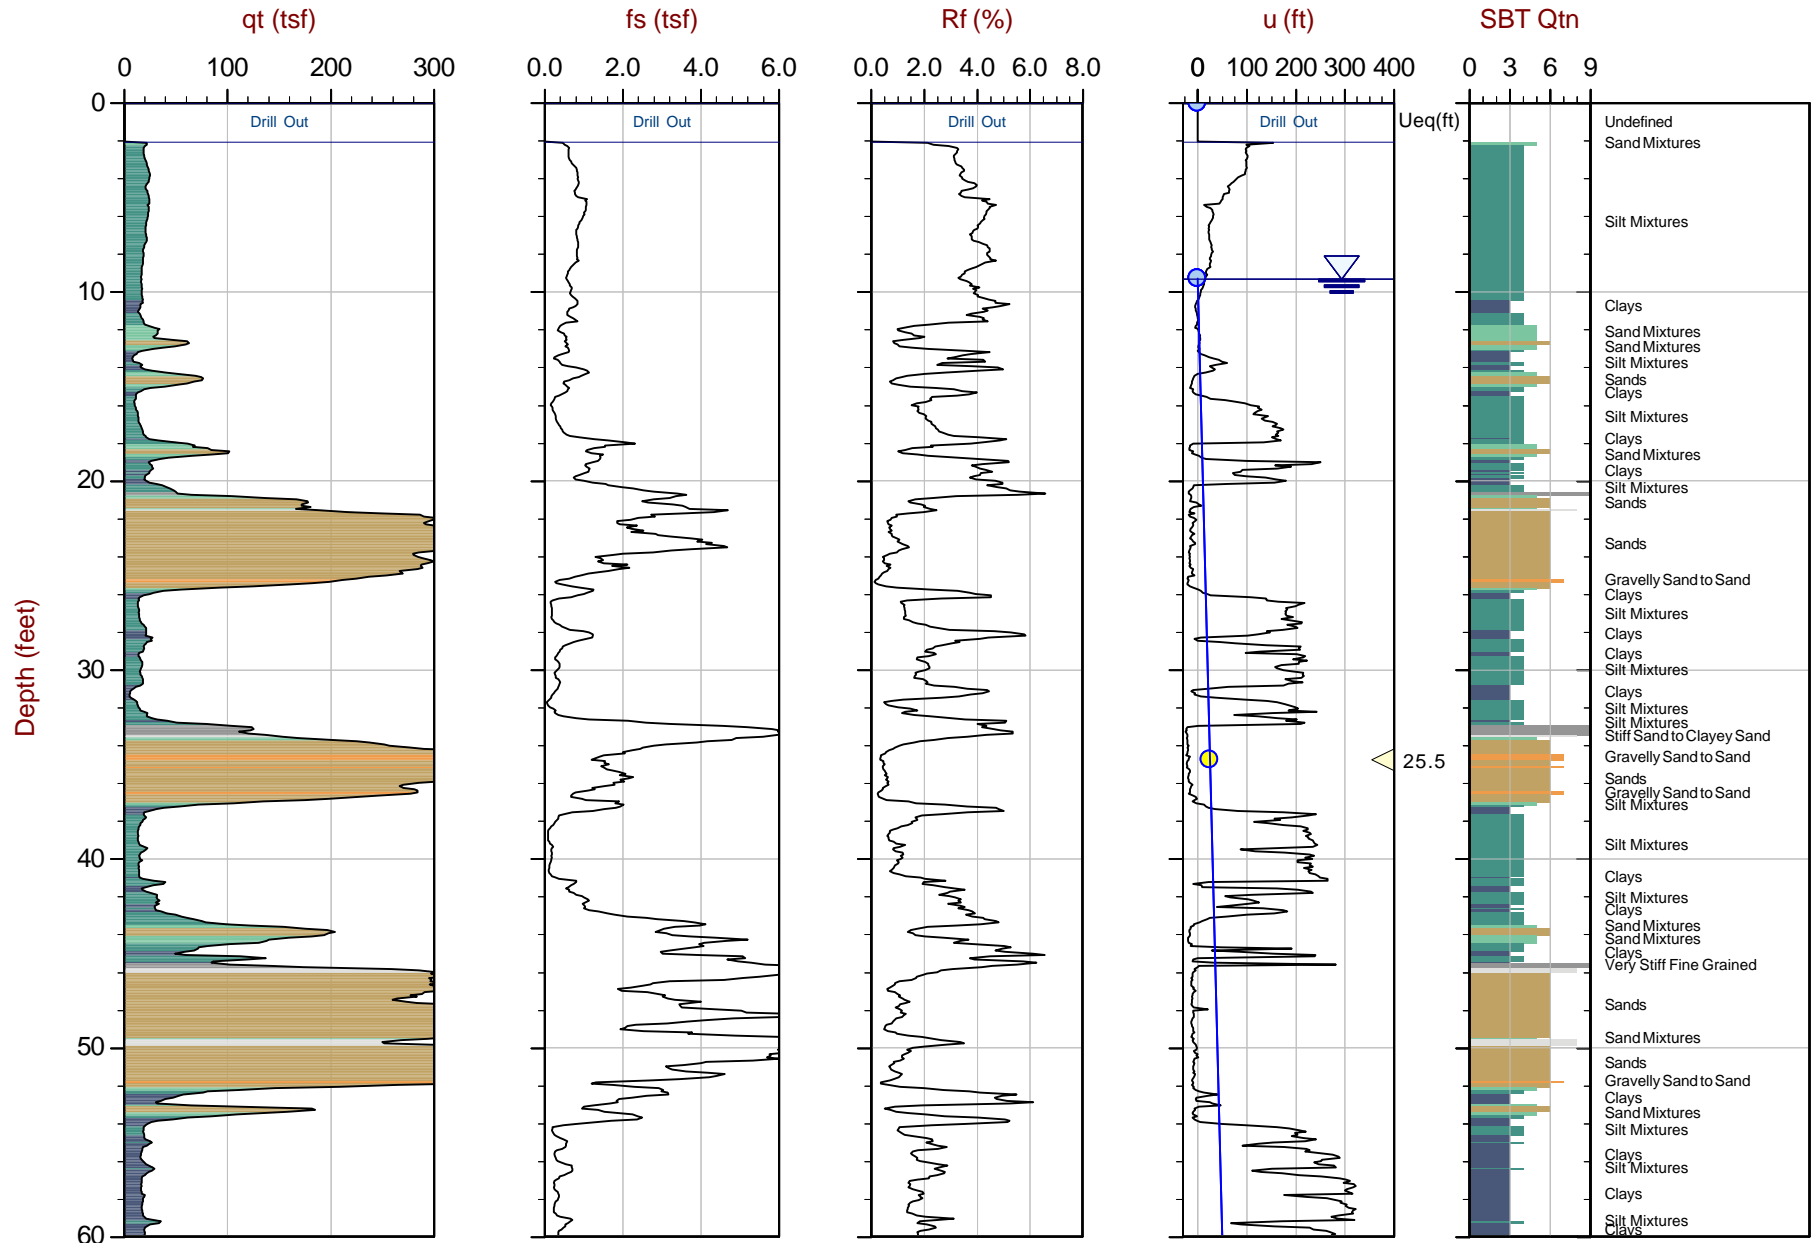 qt (tsf) fs (tsf) Rf (%) u (ft) SBT Qtn
0 100 200 300 0.0 2.0 4.0 6.0 0.0 2.0 4.0 6.0 8.0 0 100 200 300 400 0 3 6 9
0
Drill Out Drill Out Drill Out Drill Out Ueq(ft) Undefined
Sand Mixtures
Silt Mixtures
10
Clays
Sand Mixtures
Sand Mixtures
Silt Mixtures
Sands
Clays
Silt Mixtures
Clays
Sand Mixtures
Clays
20
Silt Mixtures
Sands
Sands
Gravelly Sand to Sand
Clays
Silt Mixtures
Clays
Clays
30 Silt Mixtures
Depth (feet)
Clays
Silt Mixtures
Silt Mixtures
Stiff Sand to Clayey Sand
Gravelly Sand to Sand
25.5
Sands
Gravelly Sand to Sand
Silt Mixtures
Silt Mixtures
40
Clays
Silt Mixtures
Clays
Sand Mixtures
Sand Mixtures
Clays
Very Stiff Fine Grained
Sands
Sand Mixtures
50
Sands
Gravelly Sand to Sand
Clays
Sand Mixtures
Silt Mixtures
Clays
Silt Mixtures
Clays
Silt Mixtures
Clays
60